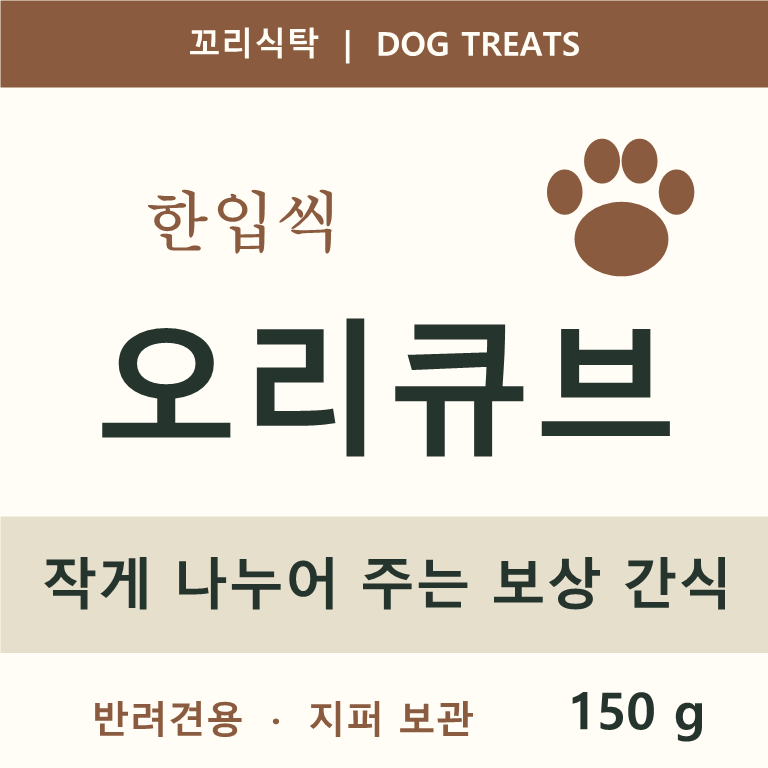 꼬리식탁 | DOG TREATS
한입씩
오리큐브
작게 나누어 주는 보상 간식
반려견용 · 지퍼 보관
150 g